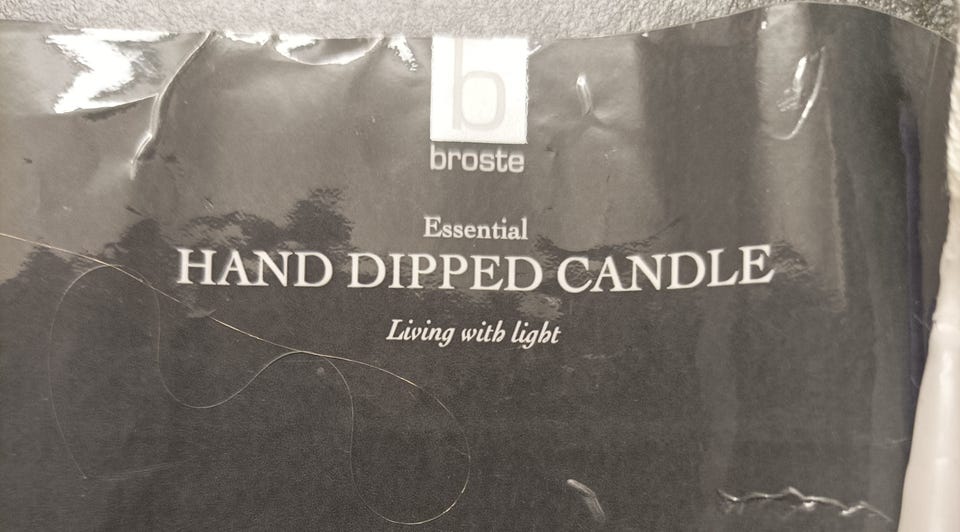 b
broste
Essential
HAND DIPPED CANDLE
Living with light